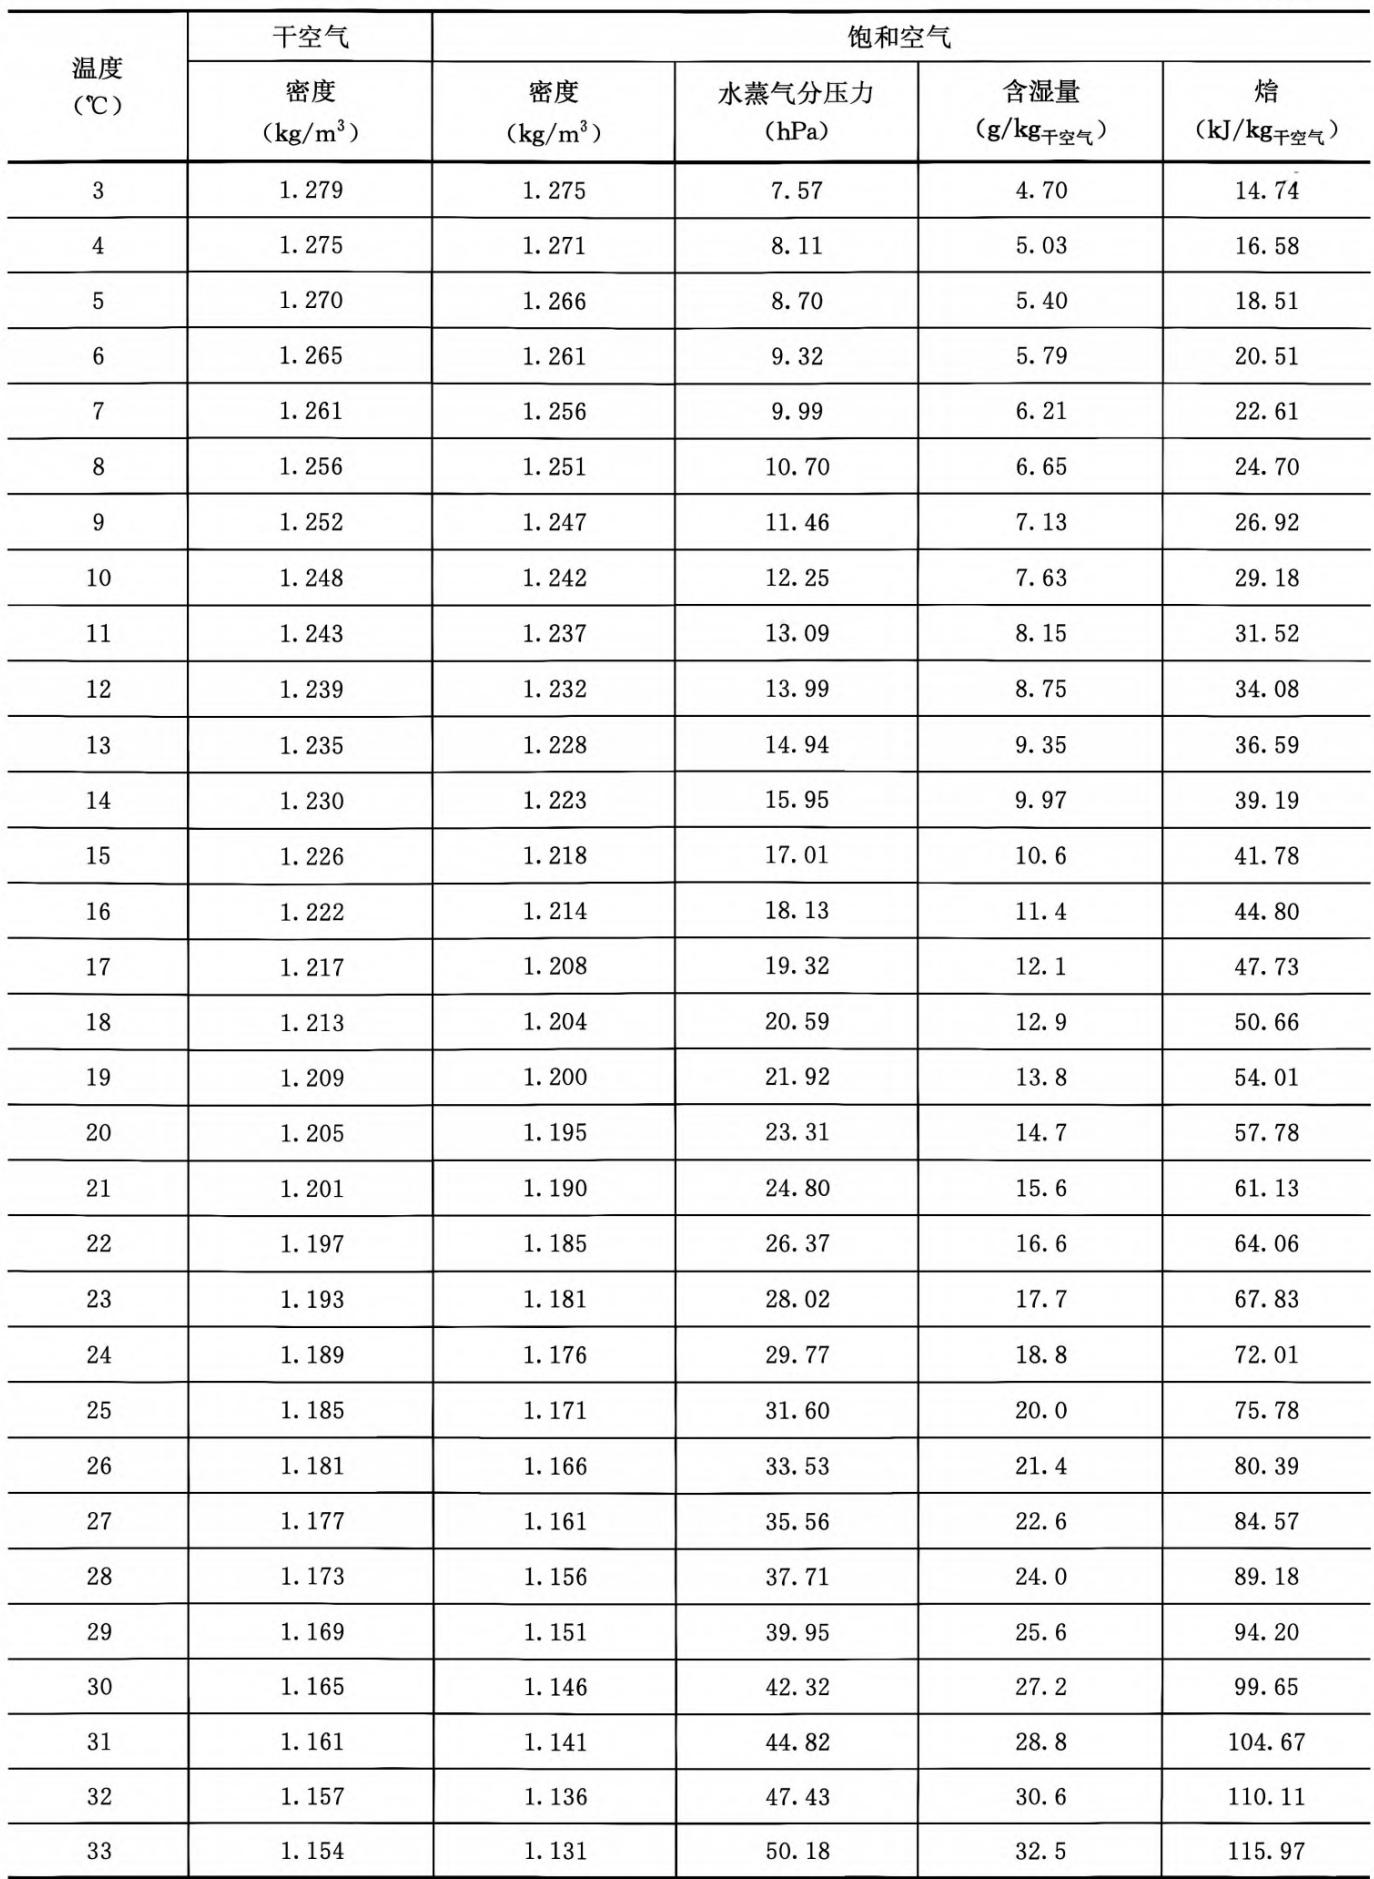 温度
（℃）
干空气
饱和空气
密度
（kg/m³）
密度
（kg/m³）
水蒸气分压力
（hPa）
含湿量
（g/kg干空气）
焓
（kJ/kg干空气）
3 1.279 1.275 7.57 4.70 14.74
4 1.275 1.271 8.11 5.03 16.58
5 1.270 1.266 8.70 5.40 18.51
6 1.265 1.261 9.32 5.79 20.51
7 1.261 1.256 9.99 6.21 22.61
8 1.256 1.251 10.70 6.65 24.70
9 1.252 1.247 11.46 7.13 26.92
10 1.248 1.242 12.25 7.63 29.18
11 1.243 1.237 13.09 8.15 31.52
12 1.239 1.232 13.99 8.75 34.08
13 1.235 1.228 14.94 9.35 36.59
14 1.230 1.223 15.95 9.97 39.19
15 1.226 1.218 17.01 10.6 41.78
16 1.222 1.214 18.13 11.4 44.80
17 1.217 1.208 19.32 12.1 47.73
18 1.213 1.204 20.59 12.9 50.66
19 1.209 1.200 21.92 13.8 54.01
20 1.205 1.195 23.31 14.7 57.78
21 1.201 1.190 24.80 15.6 61.13
22 1.197 1.185 26.37 16.6 64.06
23 1.193 1.181 28.02 17.7 67.83
24 1.189 1.176 29.77 18.8 72.01
25 1.185 1.171 31.60 20.0 75.78
26 1.181 1.166 33.53 21.4 80.39
27 1.177 1.161 35.56 22.6 84.57
28 1.173 1.156 37.71 24.0 89.18
29 1.169 1.151 39.95 25.6 94.20
30 1.165 1.146 42.32 27.2 99.65
31 1.161 1.141 44.82 28.8 104.67
32 1.157 1.136 47.43 30.6 110.11
33 1.154 1.131 50.18 32.5 115.97